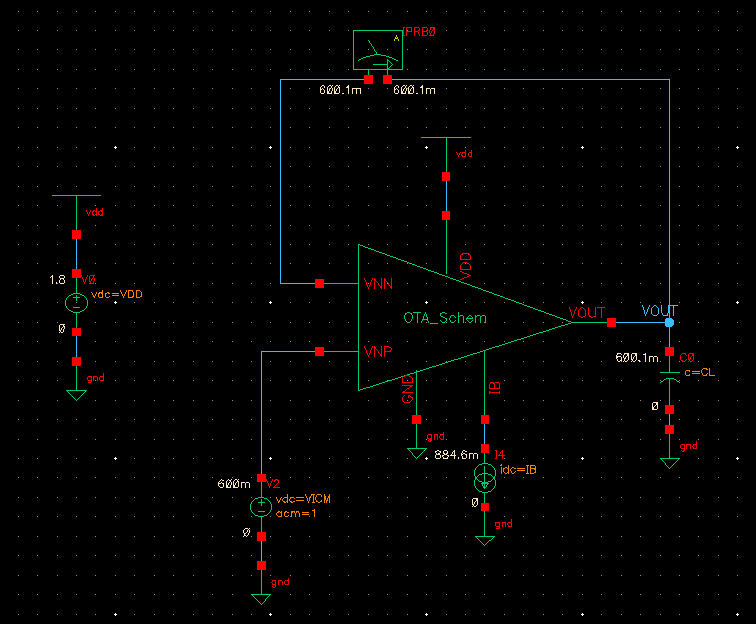 IPRB0
A
600.1m 600.1m
vdd
vdd
1.8 V0
vdc=VDD
0
gnd
VDD
VNN
OTA_Schem
VOUT VOUT
VNP
GND
IB
600.1m C0
c=CL
0
gnd
gnd
884.6m I4
idc=IB
0
gnd
600m V2
vdc=VICM
acm=1
0
gnd